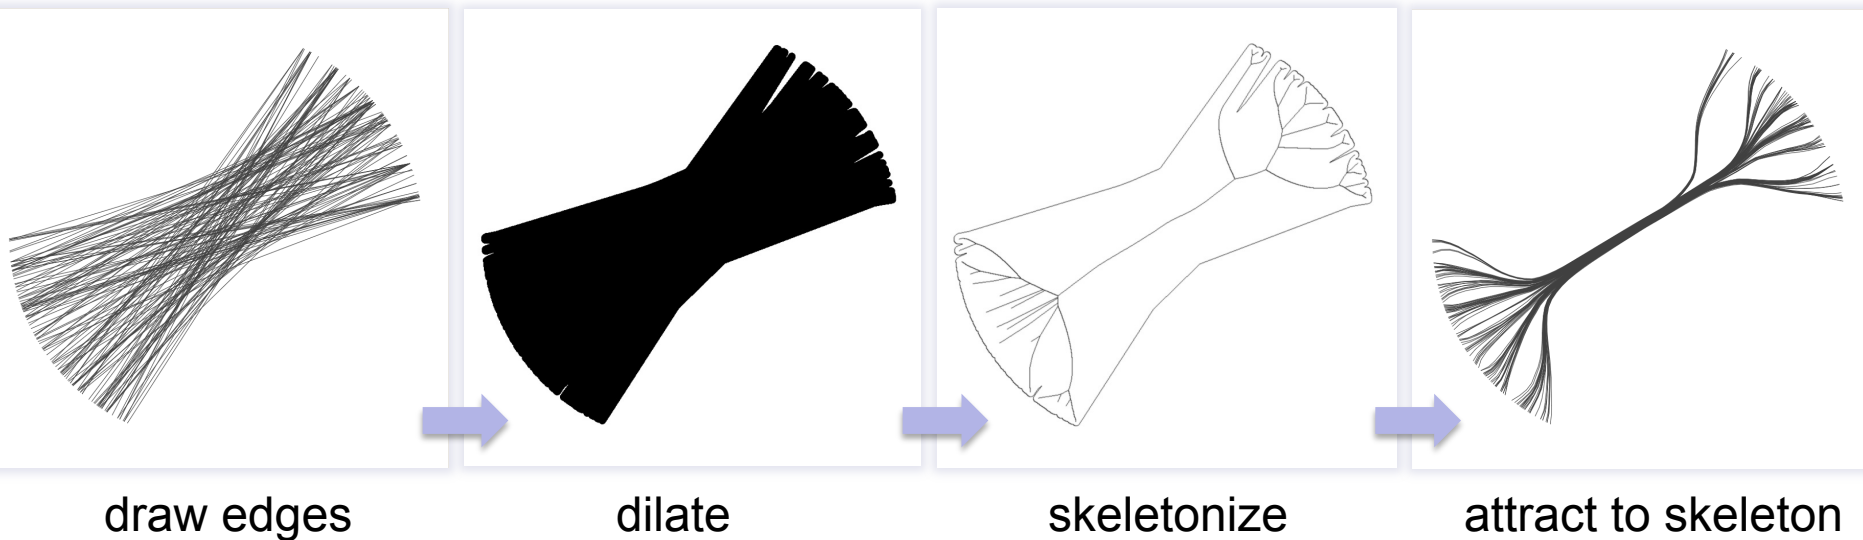 draw edges
dilate
skeletonize
attract to skeleton